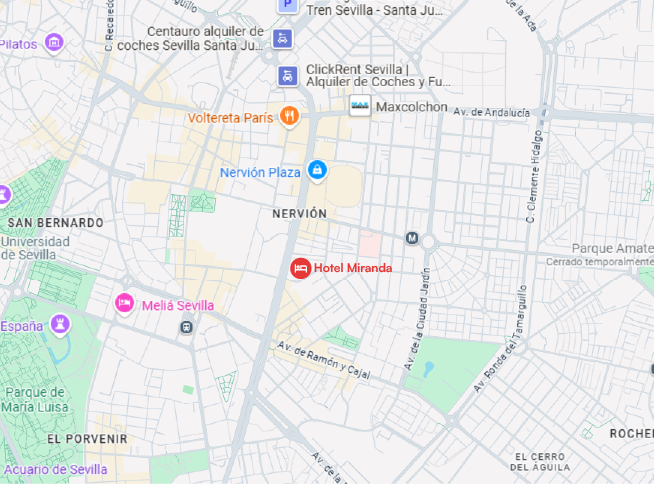 P
Tren Sevilla - Santa Ju...
Centauro alquiler de
coches Sevilla Santa Ju...
Pilatos
C. Recaredo
ClickRent Sevilla |
Alquiler de Coches y Fu...
Maxcolchon
Av. de Andalucía
Voltereta París
Nervión Plaza
C. Clemente Hidalgo
NERVIÓN
SAN BERNARDO
Universidad
de Sevilla
M
Parque Amate
Cerrado temporalmente
Hotel Miranda
Meliá Sevilla
España
Av. de la Ciudad Jardín
Av. Ronda del Tamarguillo
Av. de Ramón y Cajal
Parque de
María Luisa
EL PORVENIR
Acuario de Sevilla
Av. de la
ROCHEL
EL CERRO
DEL ÁGUILA